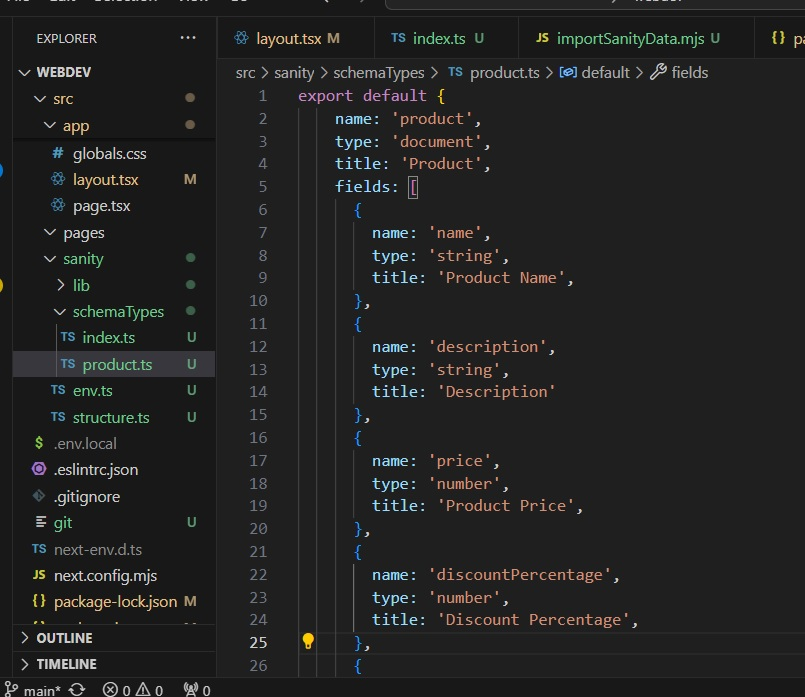 EXPLORER ...
WEBDEV
src
app
# globals.css
layout.tsx M
page.tsx
pages
sanity
lib
schemaTypes
TS index.ts U
TS product.ts U
TS env.ts U
TS structure.ts U
$ .env.local
.eslintrc.json
.gitignore
git U
TS next-env.d.ts
JS next.config.mjs
{} package-lock.json M
OUTLINE
TIMELINE
layout.tsx M TS index.ts U JS importSanityData.mjs U {} pa
src > sanity > schemaTypes > TS product.ts > default > fields
1 export default {
2 name: 'product',
3 type: 'document',
4 title: 'Product',
5 fields: [
6 {
7 name: 'name',
8 type: 'string',
9 title: 'Product Name',
10 },
11 {
12 name: 'description',
13 type: 'string',
14 title: 'Description'
15 },
16 {
17 name: 'price',
18 type: 'number',
19 title: 'Product Price',
20 },
21 {
22 name: 'discountPercentage',
23 type: 'number',
24 title: 'Discount Percentage',
25 },
26 {
main* 0 0 0